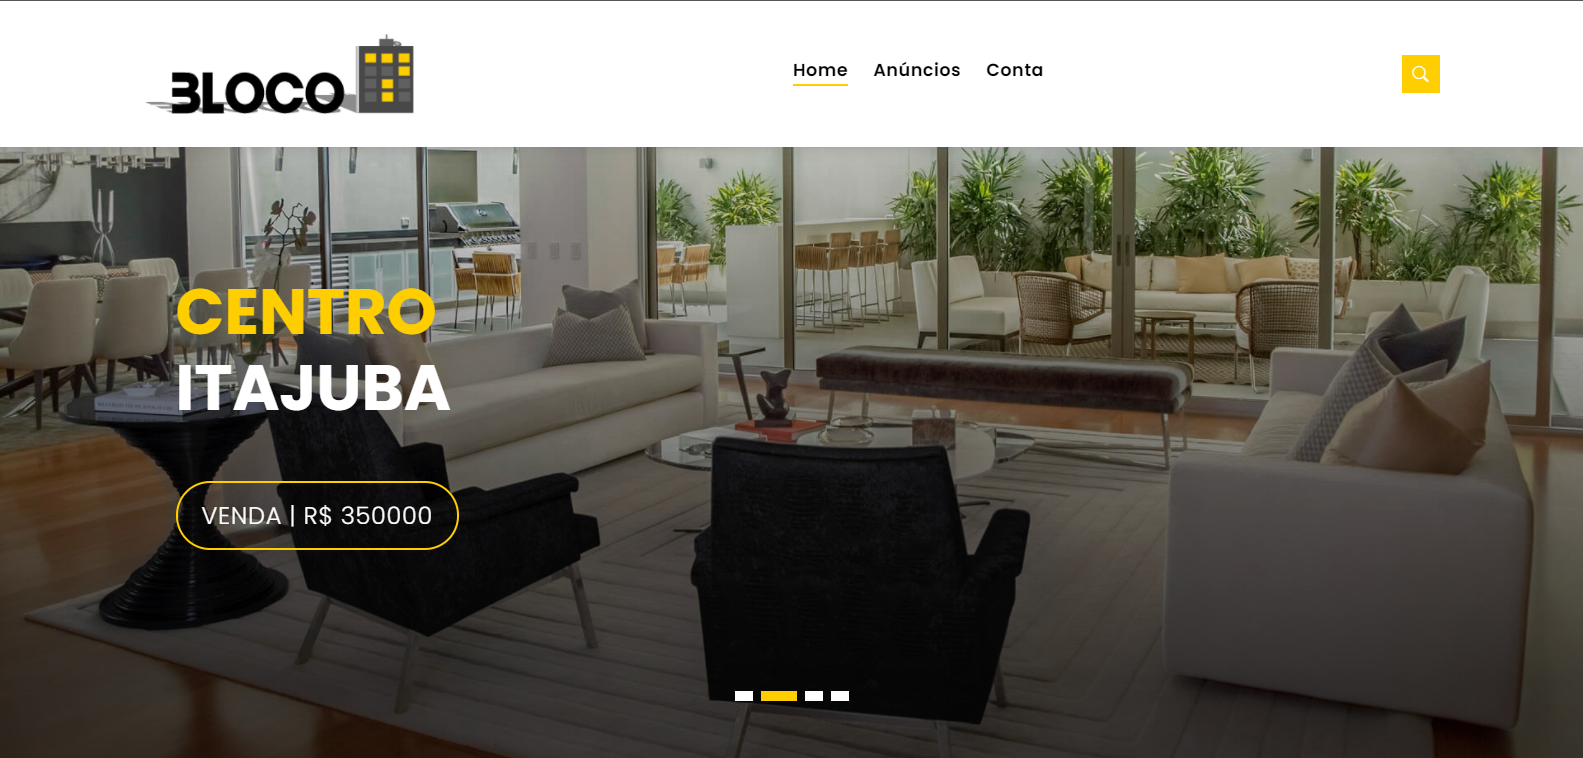 BLOCO
Home Anúncios Conta
CENTRO
ITAJUBA
VENDA | R$ 350000